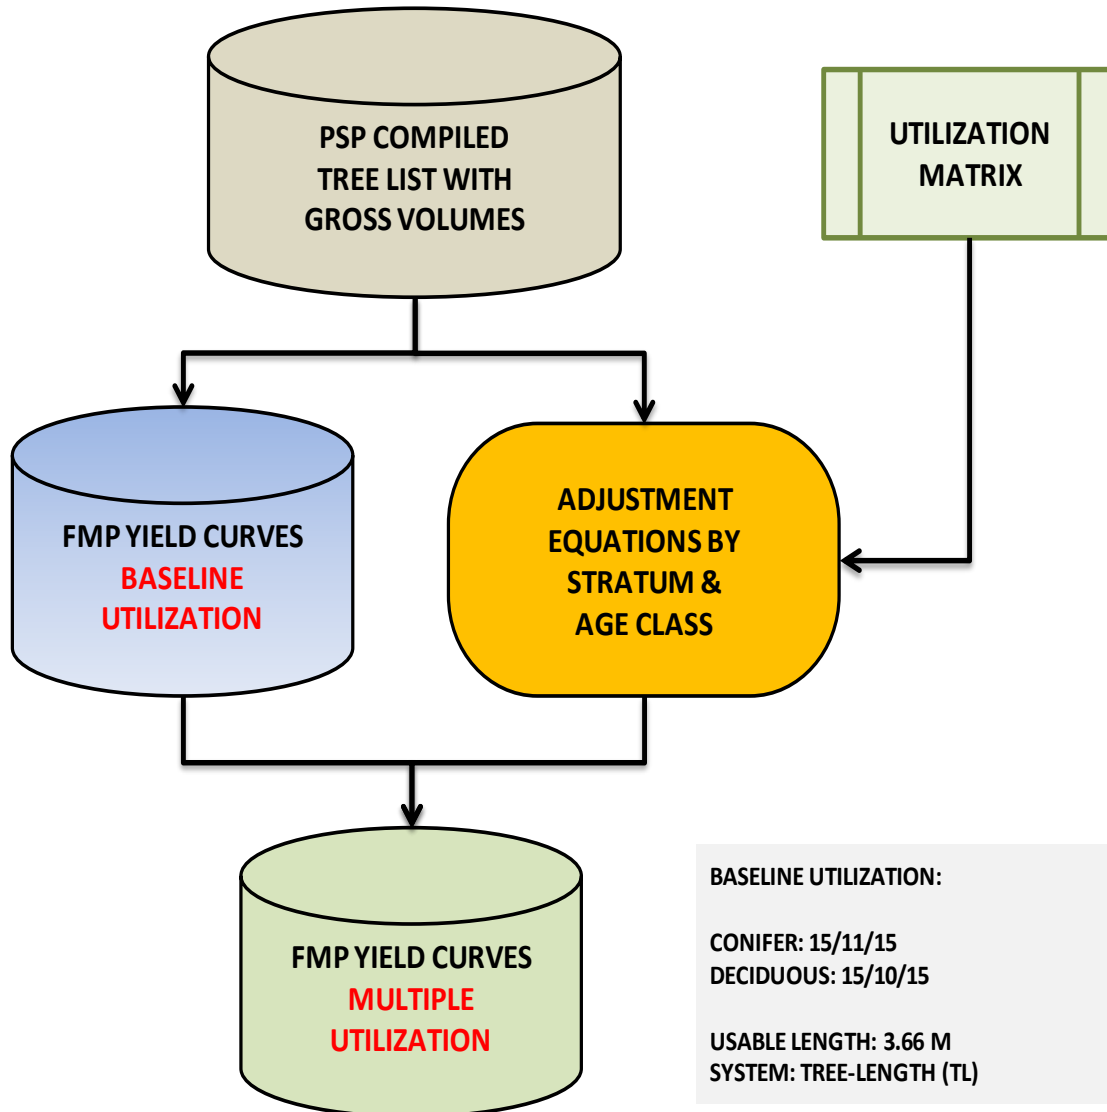 PSP COMPILED
TREE LIST WITH
GROSS VOLUMES
UTILIZATION
MATRIX
FMP YIELD CURVES
BASELINE
UTILIZATION
ADJUSTMENT
EQUATIONS BY
STRATUM &
AGE CLASS
FMP YIELD CURVES
MULTIPLE
UTILIZATION
BASELINE UTILIZATION:
CONIFER: 15/11/15
DECIDUOUS: 15/10/15
USABLE LENGTH: 3.66 M
SYSTEM: TREE-LENGTH (TL)